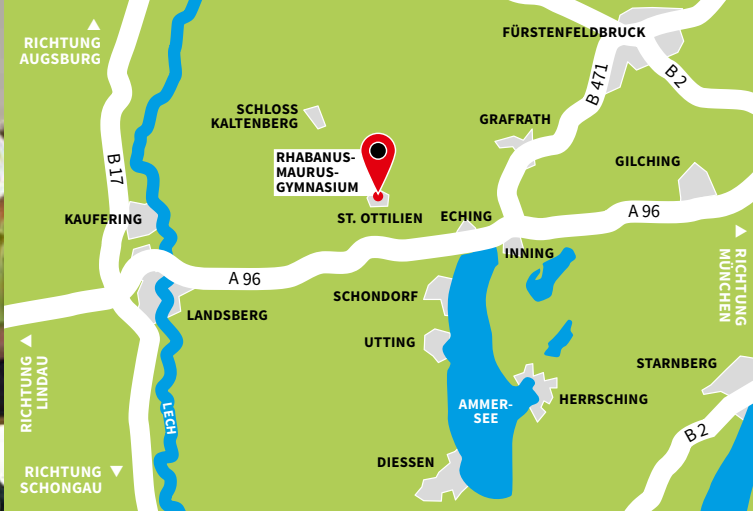 RICHTUNG
AUGSBURG
FÜRSTENFELDBRUCK
B 2
B 471
SCHLOSS
KALTENBERG
GRAFRATH
RHABANUS-
MAURUS-
GYMNASIUM
B 17
GILCHING
KAUFERING
ST. OTTILIEN
ECHING
A 96
INNING
RICHTUNG
MÜNCHEN
A 96
SCHONDORF
LANDSBERG
UTTING
RICHTUNG
LINDAU
STARNBERG
AMMER-
SEE
HERRSCHING
LECH
B 2
DIESSEN
RICHTUNG
SCHONGAU